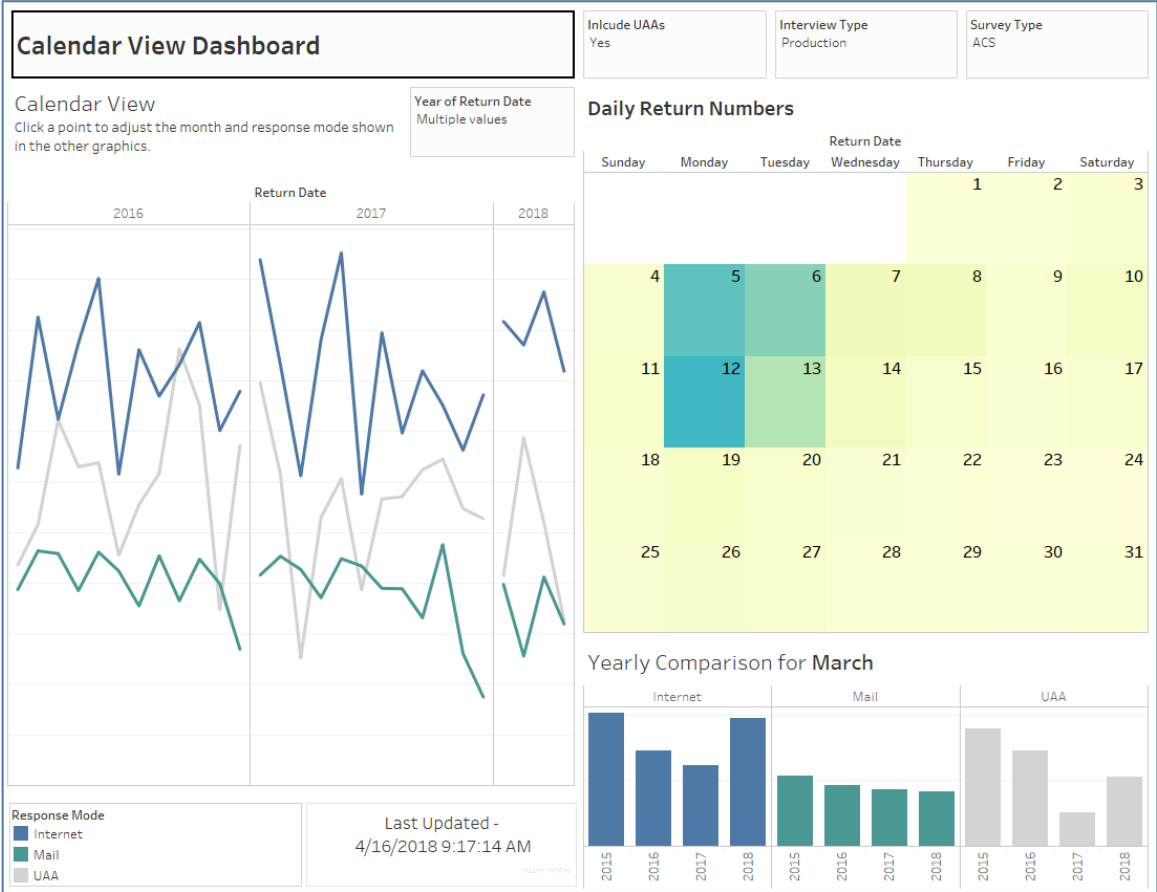 Calendar View Dashboard
Inlcude UAAs
Yes
Interview Type
Production
Survey Type
ACS
Calendar View
Click a point to adjust the month and response mode shown
in the other graphics.
Year of Return Date
Multiple values
Return Date
2016 2017 2018
Response Mode
Internet
Mail
UAA
Last Updated -
4/16/2018 9:17:14 AM
Daily Return Numbers
Return Date
Sunday Monday Tuesday Wednesday Thursday Friday Saturday
1 2 3
4 5 6 7 8 9 10
11 12 13 14 15 16 17
18 19 20 21 22 23 24
25 26 27 28 29 30 31
Yearly Comparison for March
Internet Mail UAA
2015 2016 2017 2018 2015 2016 2017 2018 2015 2016 2017 2018